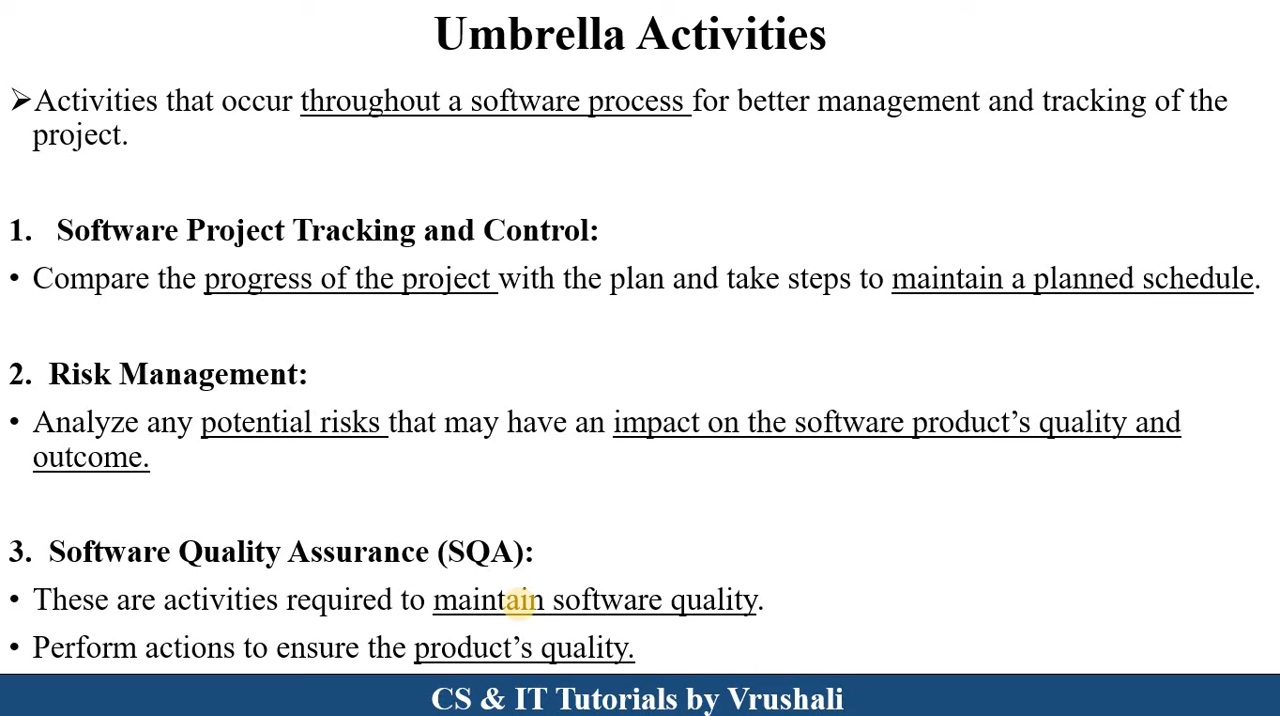 Umbrella Activities
➢Activities that occur throughout a software process for better management and tracking of the
project.
1. Software Project Tracking and Control:
• Compare the progress of the project with the plan and take steps to maintain a planned schedule.
2. Risk Management:
• Analyze any potential risks that may have an impact on the software product’s quality and
outcome.
3. Software Quality Assurance (SQA):
• These are activities required to maintain software quality.
• Perform actions to ensure the product’s quality.
CS & IT Tutorials by Vrushali